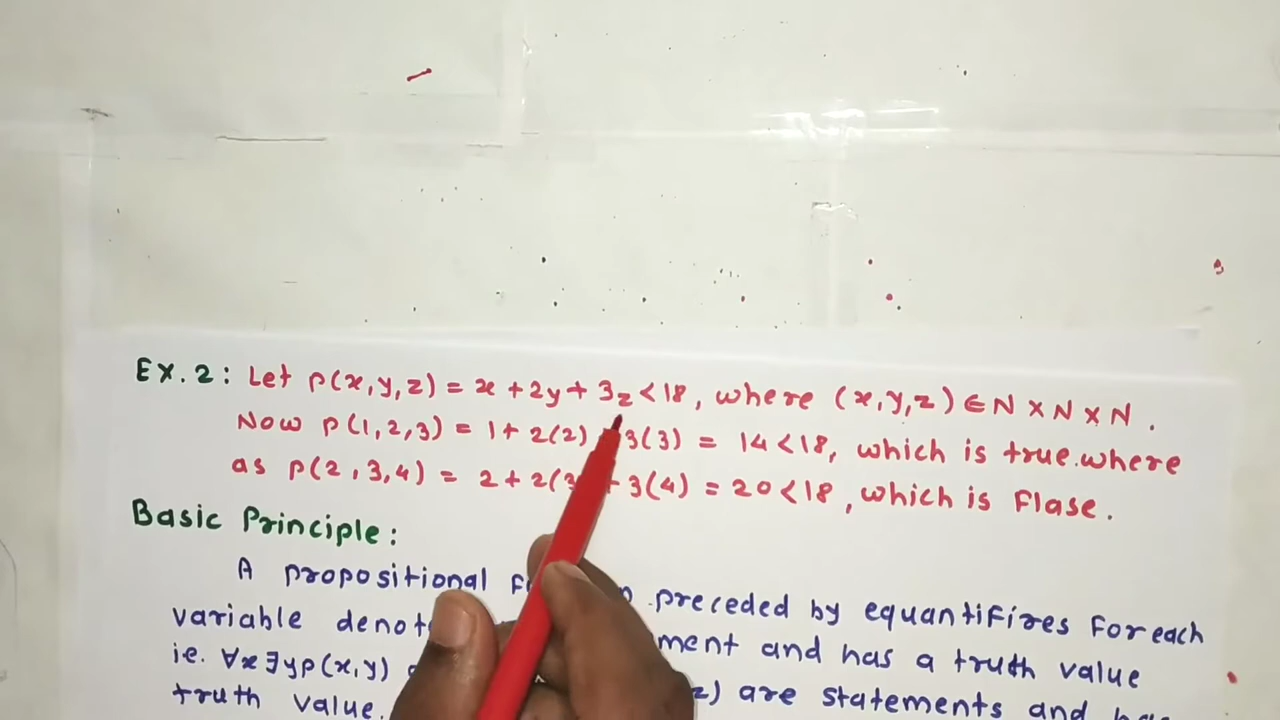 Ex.2: Let p(x,y,z) = x + 2y + 3z < 18, where (x,y,z) ∈ N × N × N.
Now p(1,2,3) = 1 + 2(2) 3(3) = 14 < 18, which is true. where
as p(2,3,4) = 2 + 2(3 + 3(4) = 20 < 18, which is Flase.
Basic Principle:
A propositional preceded by equantifires For each
variable and has a truth value
ie. ∀x∃yp(x,y) z) are statements and
truth value.